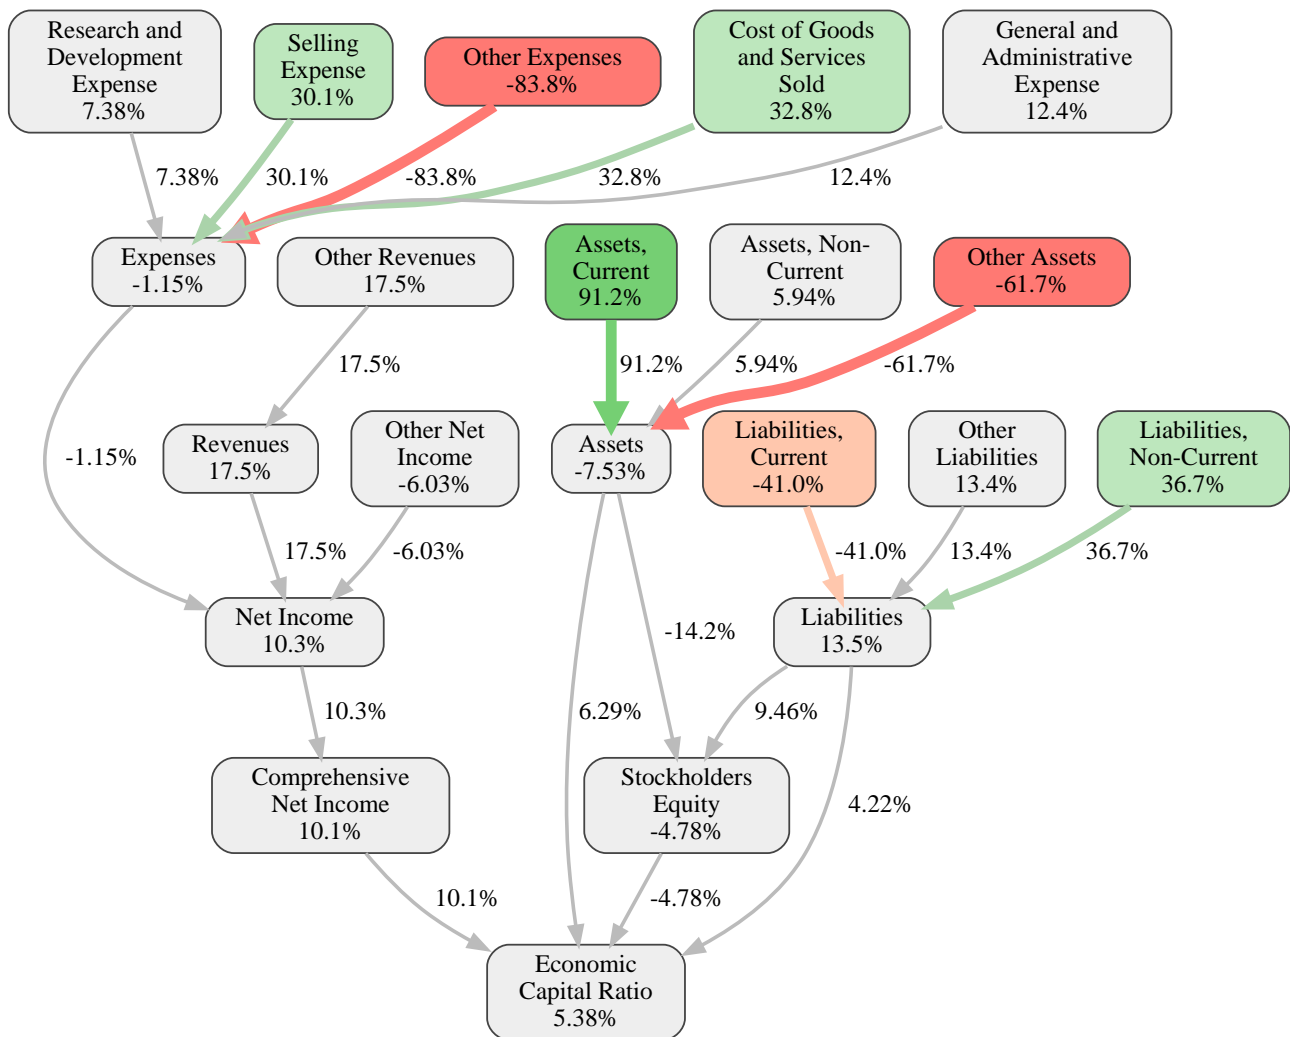 Research and
Development
Expense
7.38%
Selling
Expense
30.1%
Other Expenses
-83.8%
Cost of Goods
and Services
Sold
32.8%
General and
Administrative
Expense
12.4%
7.38%
30.1%
-83.8%
32.8%
12.4%
Expenses
-1.15%
Other Revenues
17.5%
Assets,
Current
91.2%
Assets, Non-
Current
5.94%
Other Assets
-61.7%
17.5%
91.2%
5.94%
-61.7%
-1.15%
Revenues
17.5%
Other Net
Income
-6.03%
Assets
-7.53%
Liabilities,
Current
-41.0%
Other
Liabilities
13.4%
Liabilities,
Non-Current
36.7%
17.5%
-6.03%
-41.0%
13.4%
36.7%
Net Income
10.3%
-14.2%
Liabilities
13.5%
10.3%
6.29%
9.46%
Comprehensive
Net Income
10.1%
Stockholders
Equity
-4.78%
4.22%
10.1%
-4.78%
Economic
Capital Ratio
5.38%